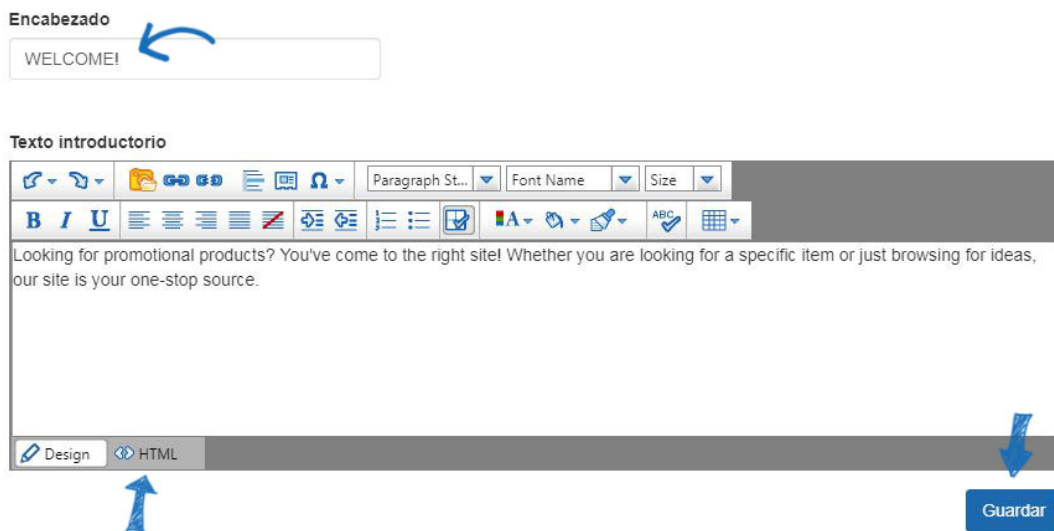 Encabezado
WELCOME!
Texto introductorio
Paragraph St... Font Name Size
B I U A ABC
Looking for promotional products? You've come to the right site! Whether you are looking for a specific item or just browsing for ideas,
our site is your one-stop source.
Design HTML
Guardar